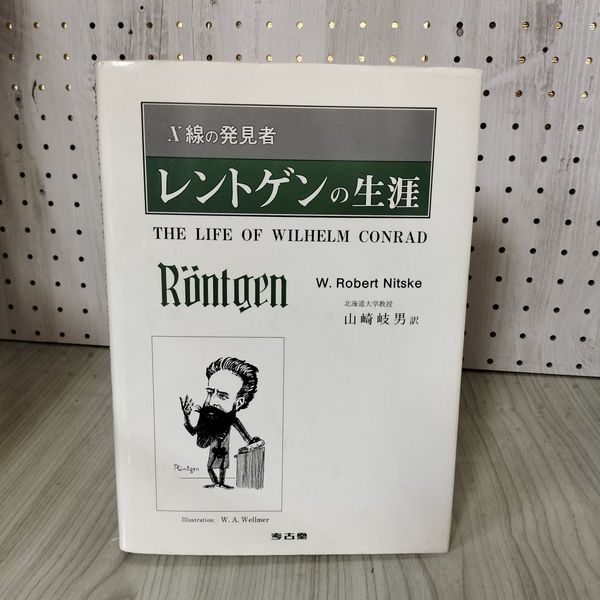 X線の発見者
レントゲンの生涯
THE LIFE OF WILHELM CONRAD
Röntgen
W. Robert Nitske
北海道大学教授
山崎岐男 訳
Röntgen
Illustration: W. A. Wellmer
考古堂